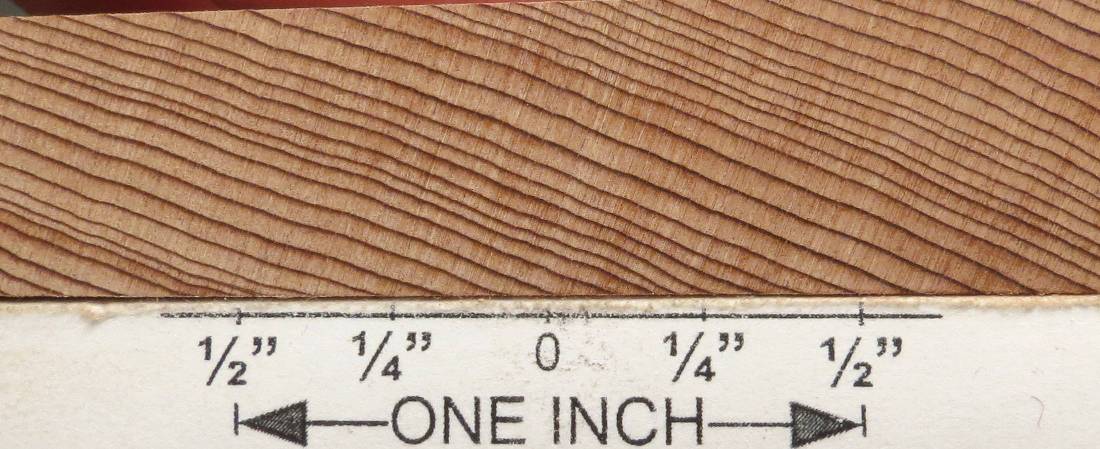 ½” ¼” 0 ¼” ½”
ONE INCH